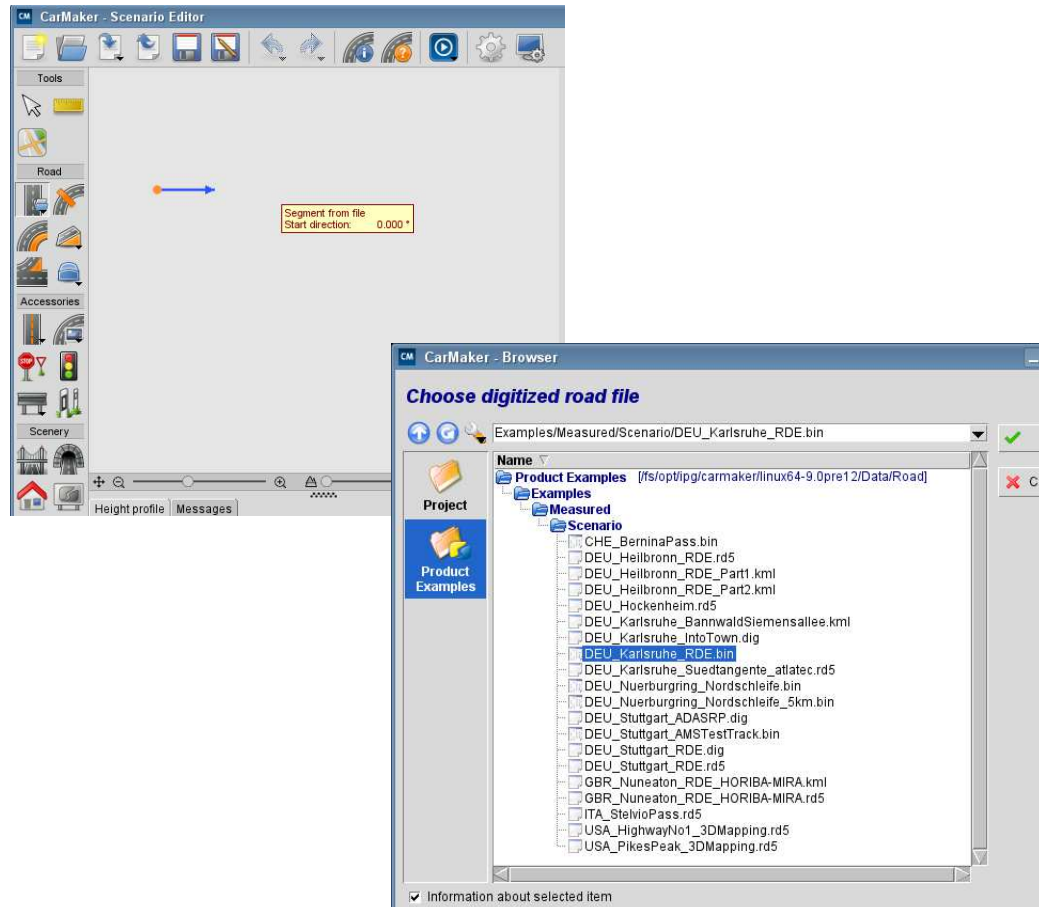 CM CarMaker - Scenario Editor
Tools
Segment from file
Start direction: 0.000 °
Road
Accessories
STOP
Scenery
Height profile Messages
CM CarMaker - Browser
Choose digitized road file
Examples/Measured/Scenario/DEU_Karlsruhe_RDE.bin
Name
Project
Product Examples
Product Examples [/fs/opt/ipg/carmaker/linux64-9.0pre12/Data/Road]
Examples
Measured
Scenario
CHE_BerninaPass.bin
DEU_Heilbronn_RDE.rd5
DEU_Heilbronn_RDE_Part1.kml
DEU_Heilbronn_RDE_Part2.kml
DEU_Hockenheim.rd5
DEU_Karlsruhe_BannwaldSiemensallee.kml
DEU_Karlsruhe_IntoTown.dig
DEU_Karlsruhe_RDE.bin
DEU_Karlsruhe_Suedtangente_atlatec.rd5
DEU_Nuerburgring_Nordschleife.bin
DEU_Nuerburgring_Nordschleife_5km.bin
DEU_Stuttgart_ADASRP.dig
DEU_Stuttgart_AMSTestTrack.bin
DEU_Stuttgart_RDE.dig
DEU_Stuttgart_RDE.rd5
GBR_Nuneaton_RDE_HORIBA-MIRA.kml
GBR_Nuneaton_RDE_HORIBA-MIRA.rd5
ITA_StelvioPass.rd5
USA_HighwayNo1_3DMapping.rd5
USA_PikesPeak_3DMapping.rd5
C
Information about selected item